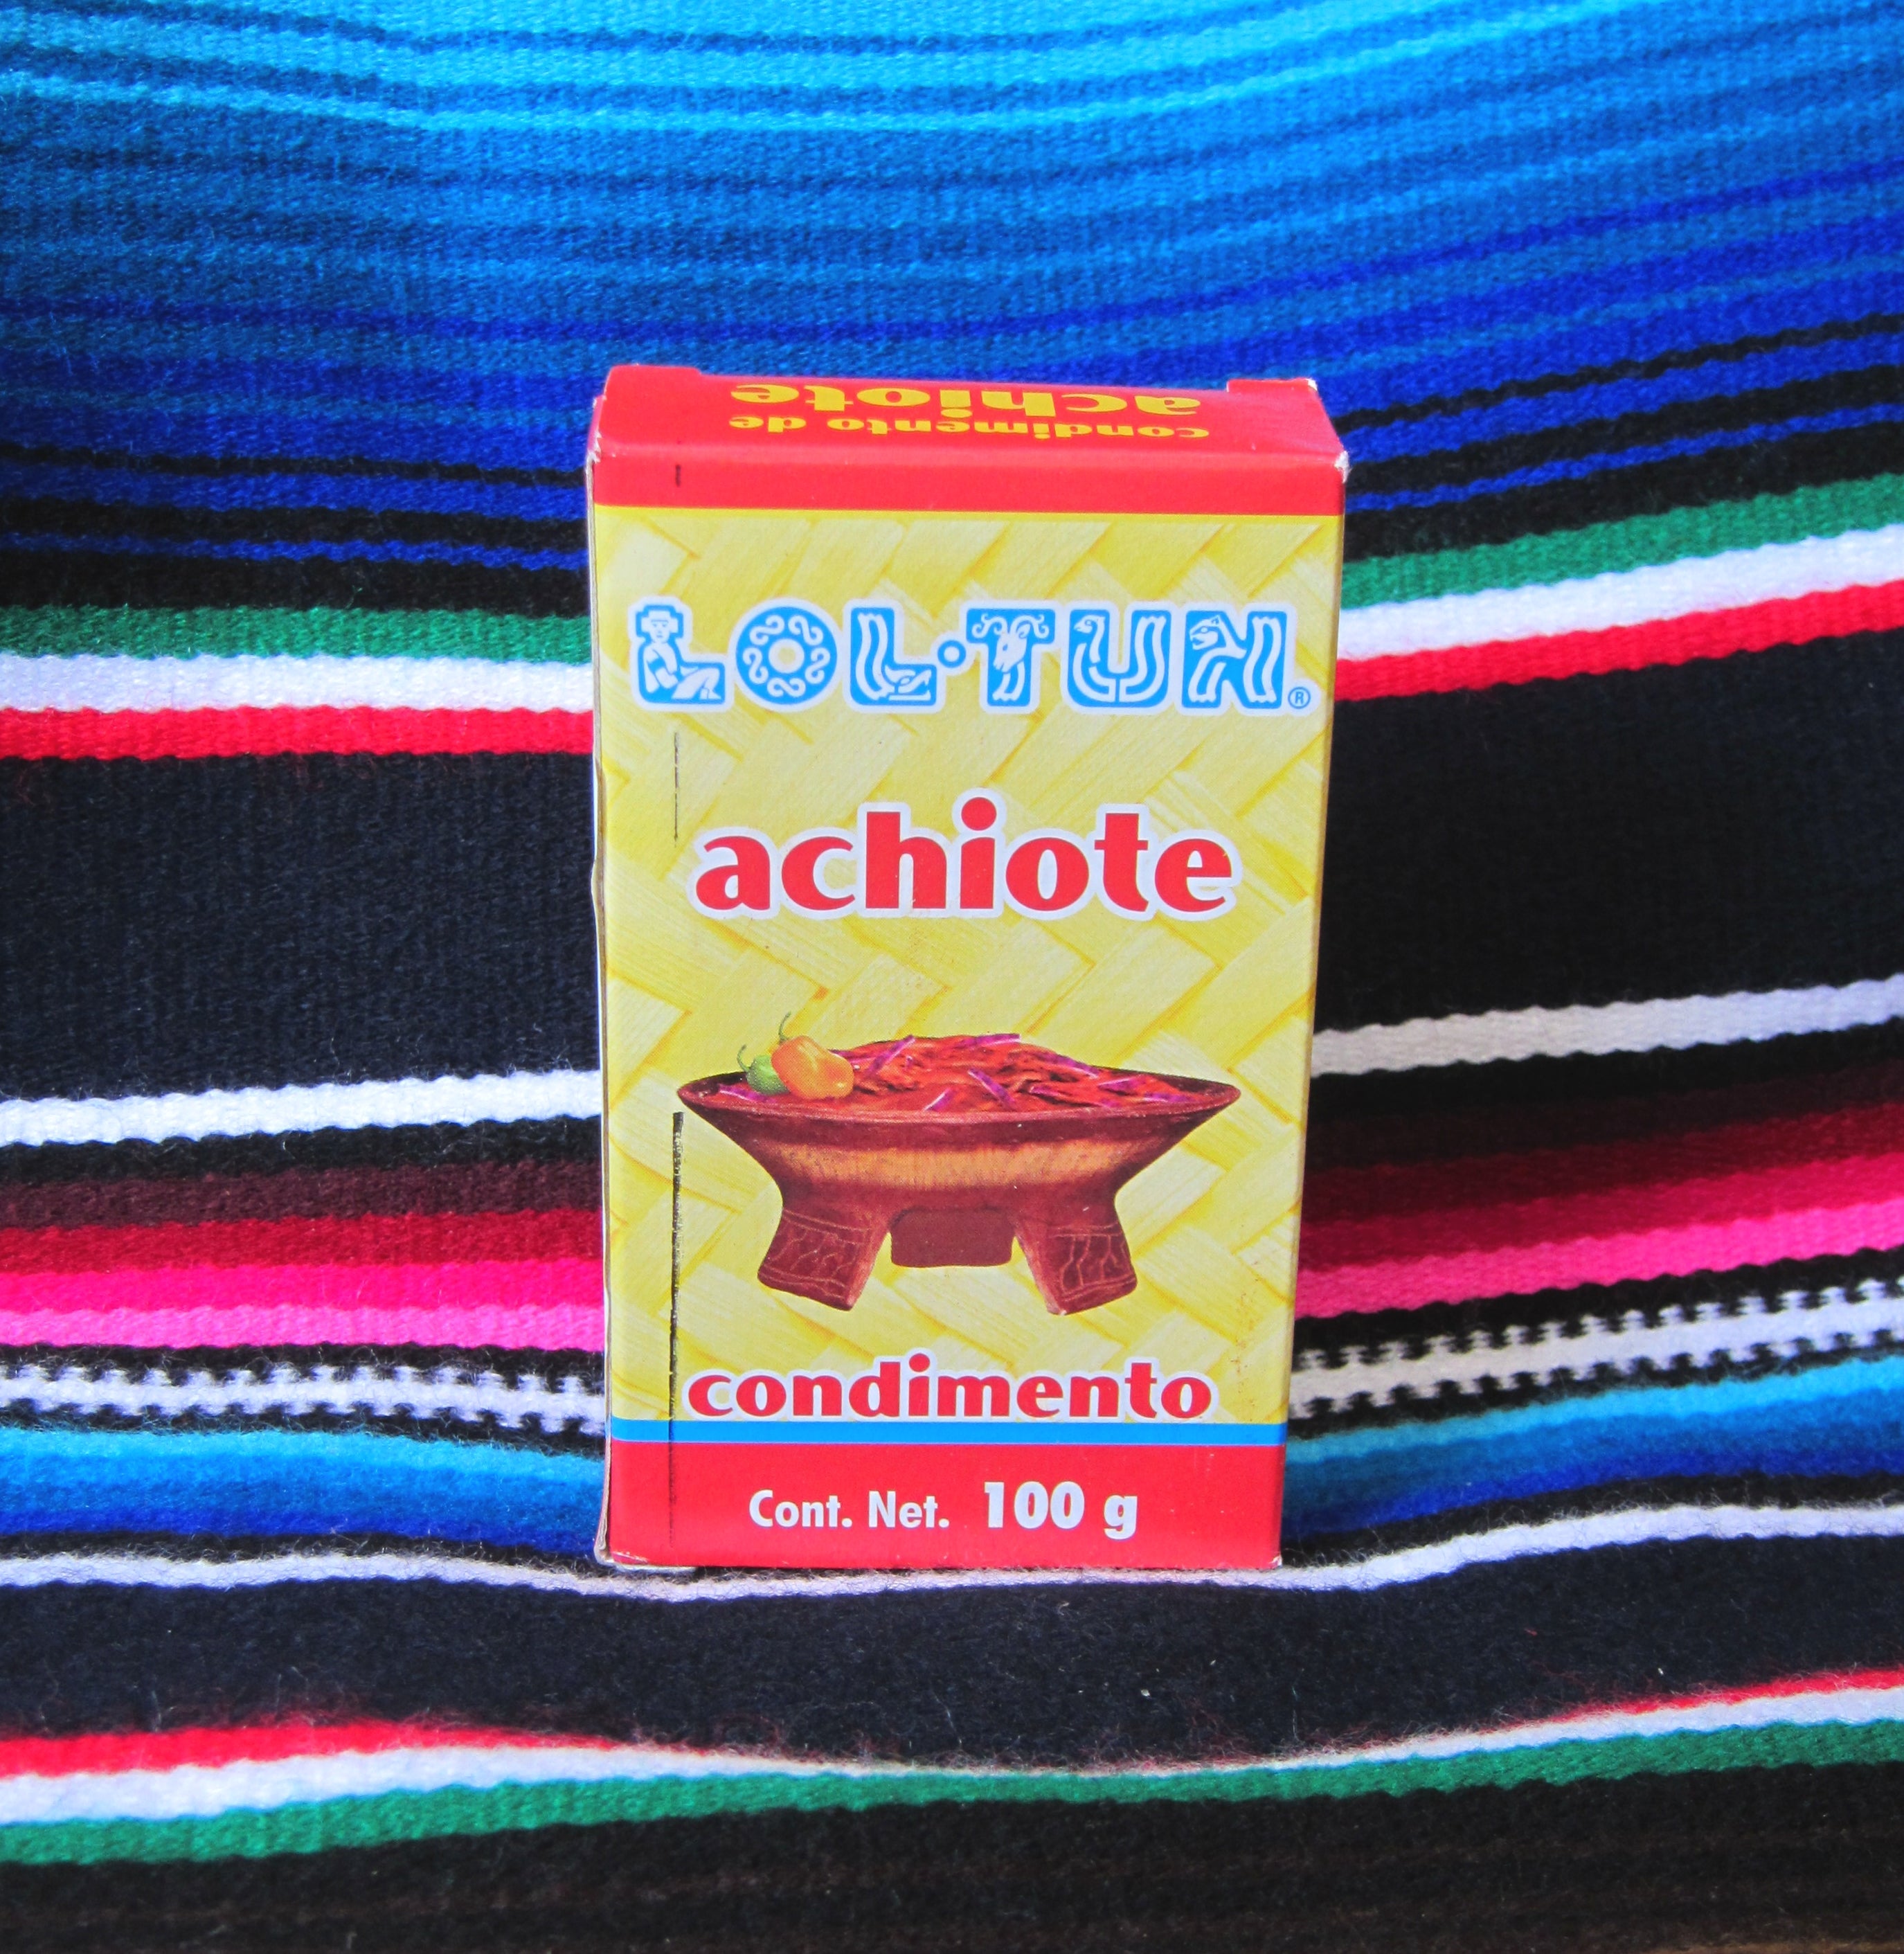 condimento de
achiote
LOL·TUN®
achiote
condimento
Cont. Net. 100 g